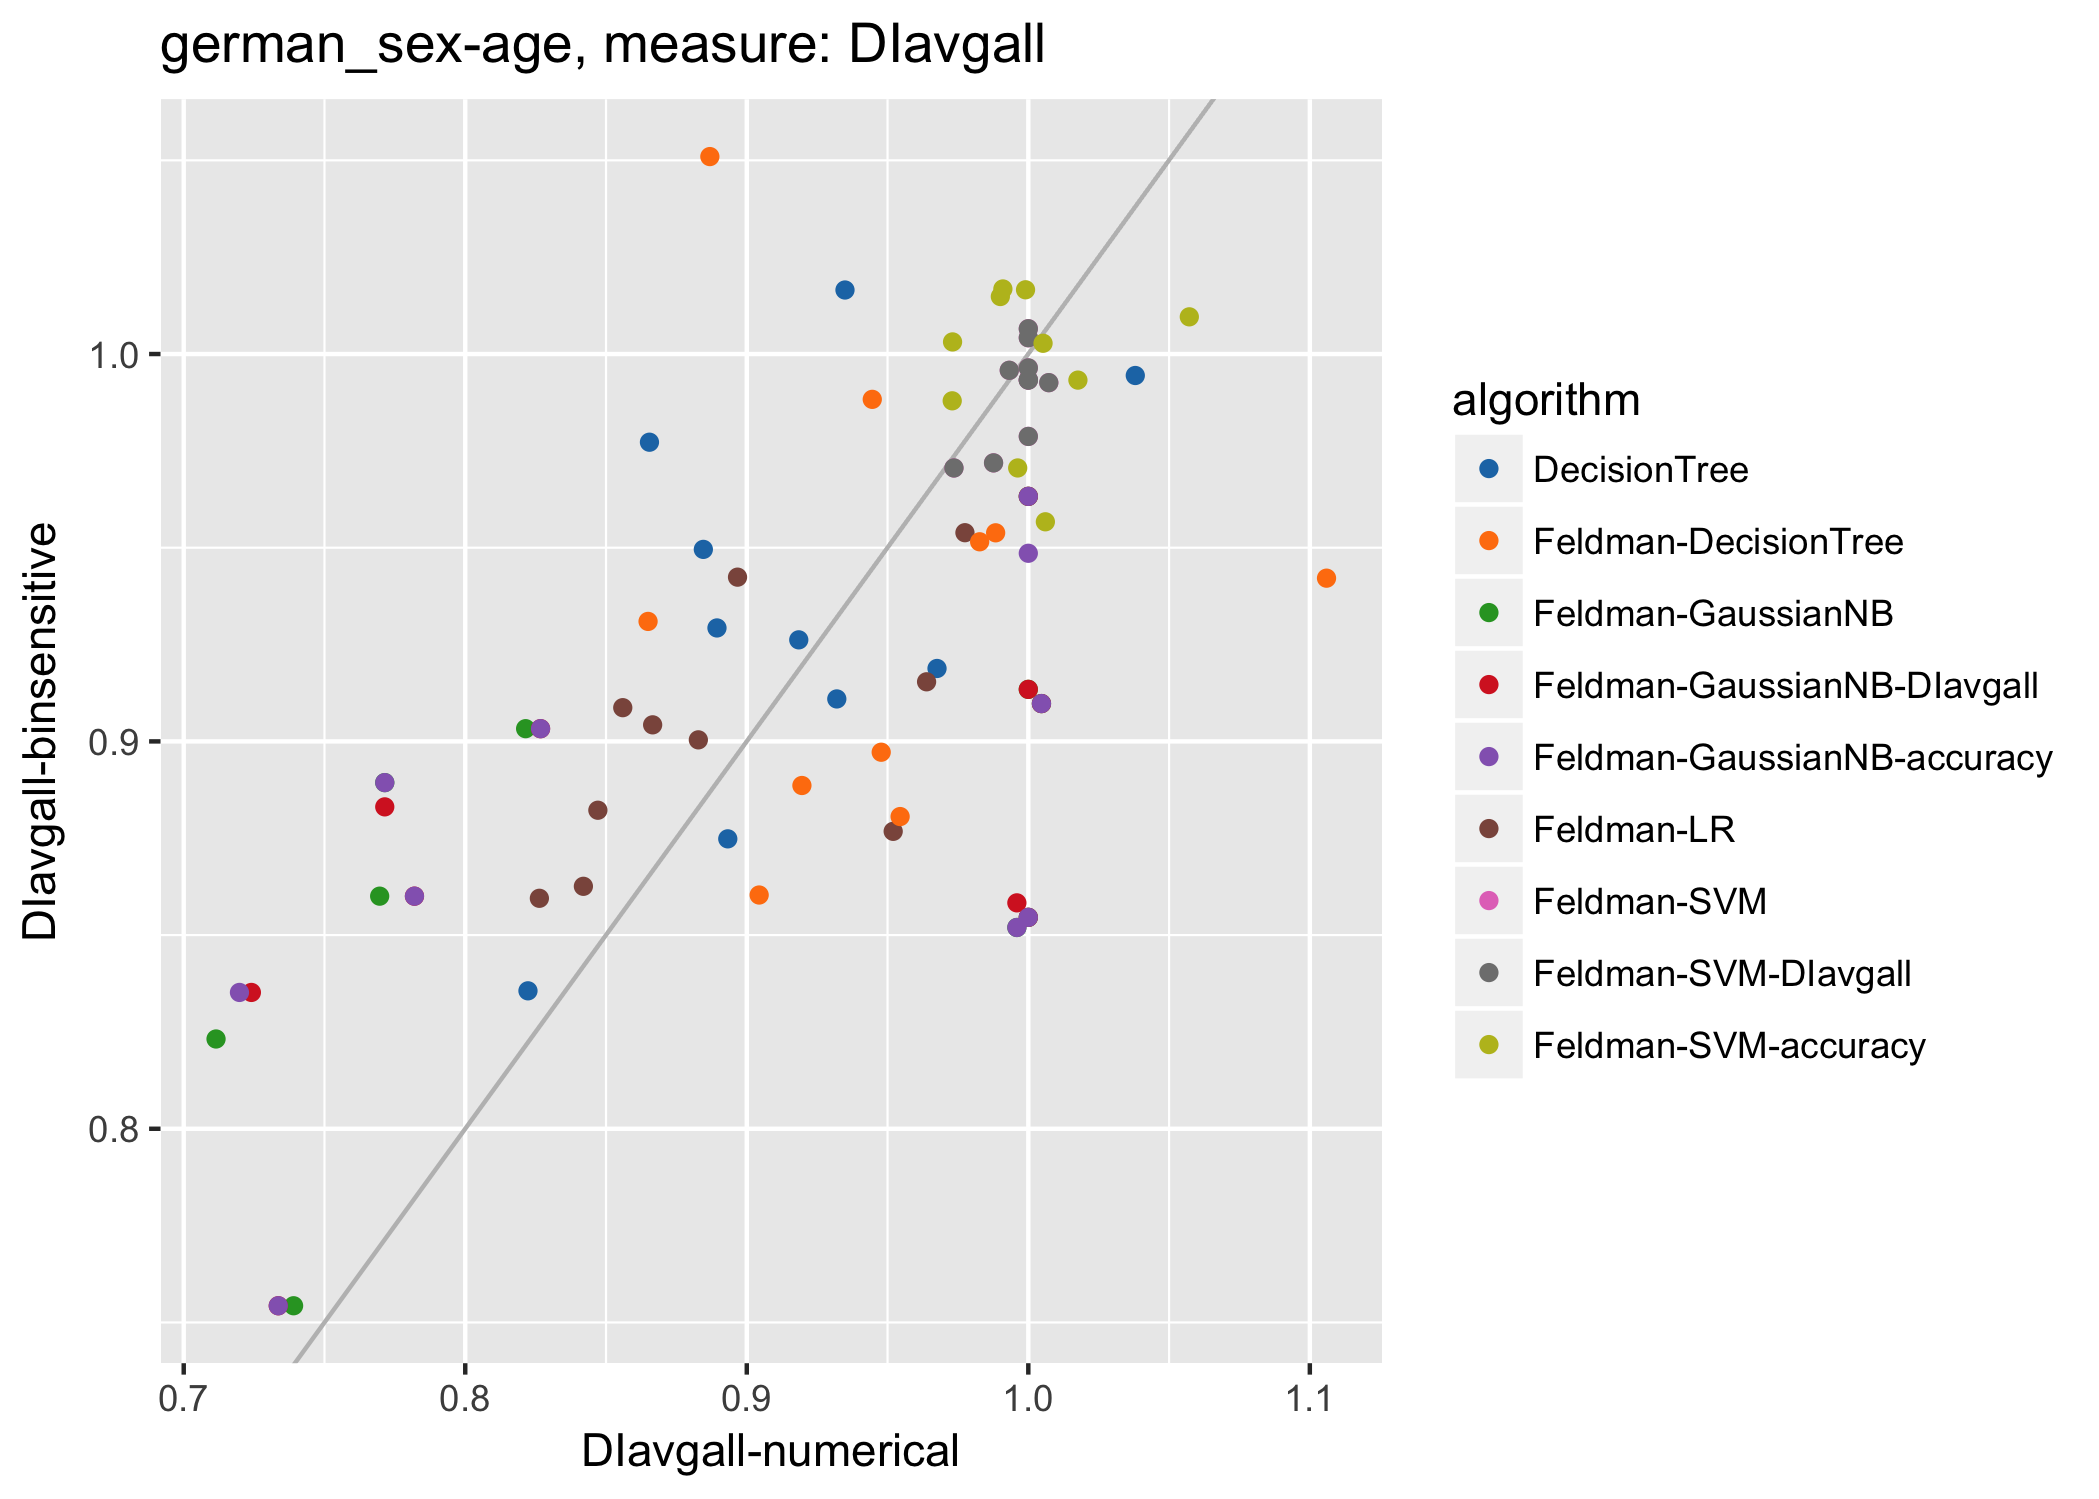 german_sex-age, measure: DIavgall
DIavgall-binsensitive
1.0
0.9
0.8
0.7
0.8
0.9
1.0
1.1
DIavgall-numerical
algorithm
DecisionTree
Feldman-DecisionTree
Feldman-GaussianNB
Feldman-GaussianNB-DIavgall
Feldman-GaussianNB-accuracy
Feldman-LR
Feldman-SVM
Feldman-SVM-DIavgall
Feldman-SVM-accuracy